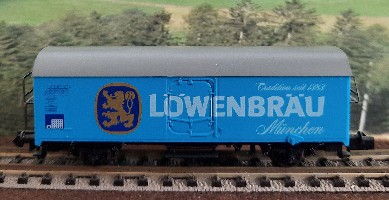 Tradition seit 1383
LÖWENBRÄU
München